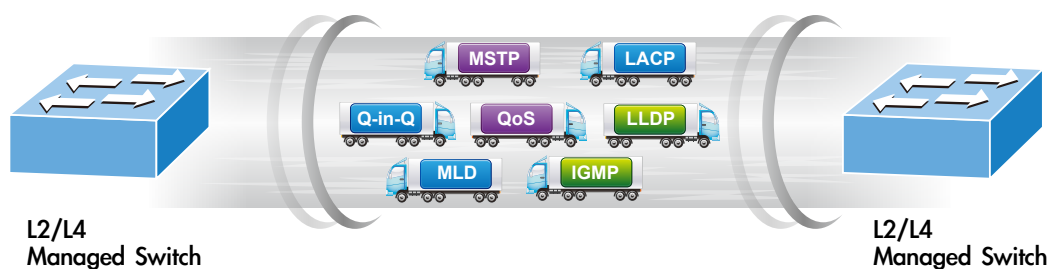 MSTP
LACP
Q-in-Q
QoS
LLDP
MLD
IGMP
L2/L4
Managed Switch
L2/L4
Managed Switch